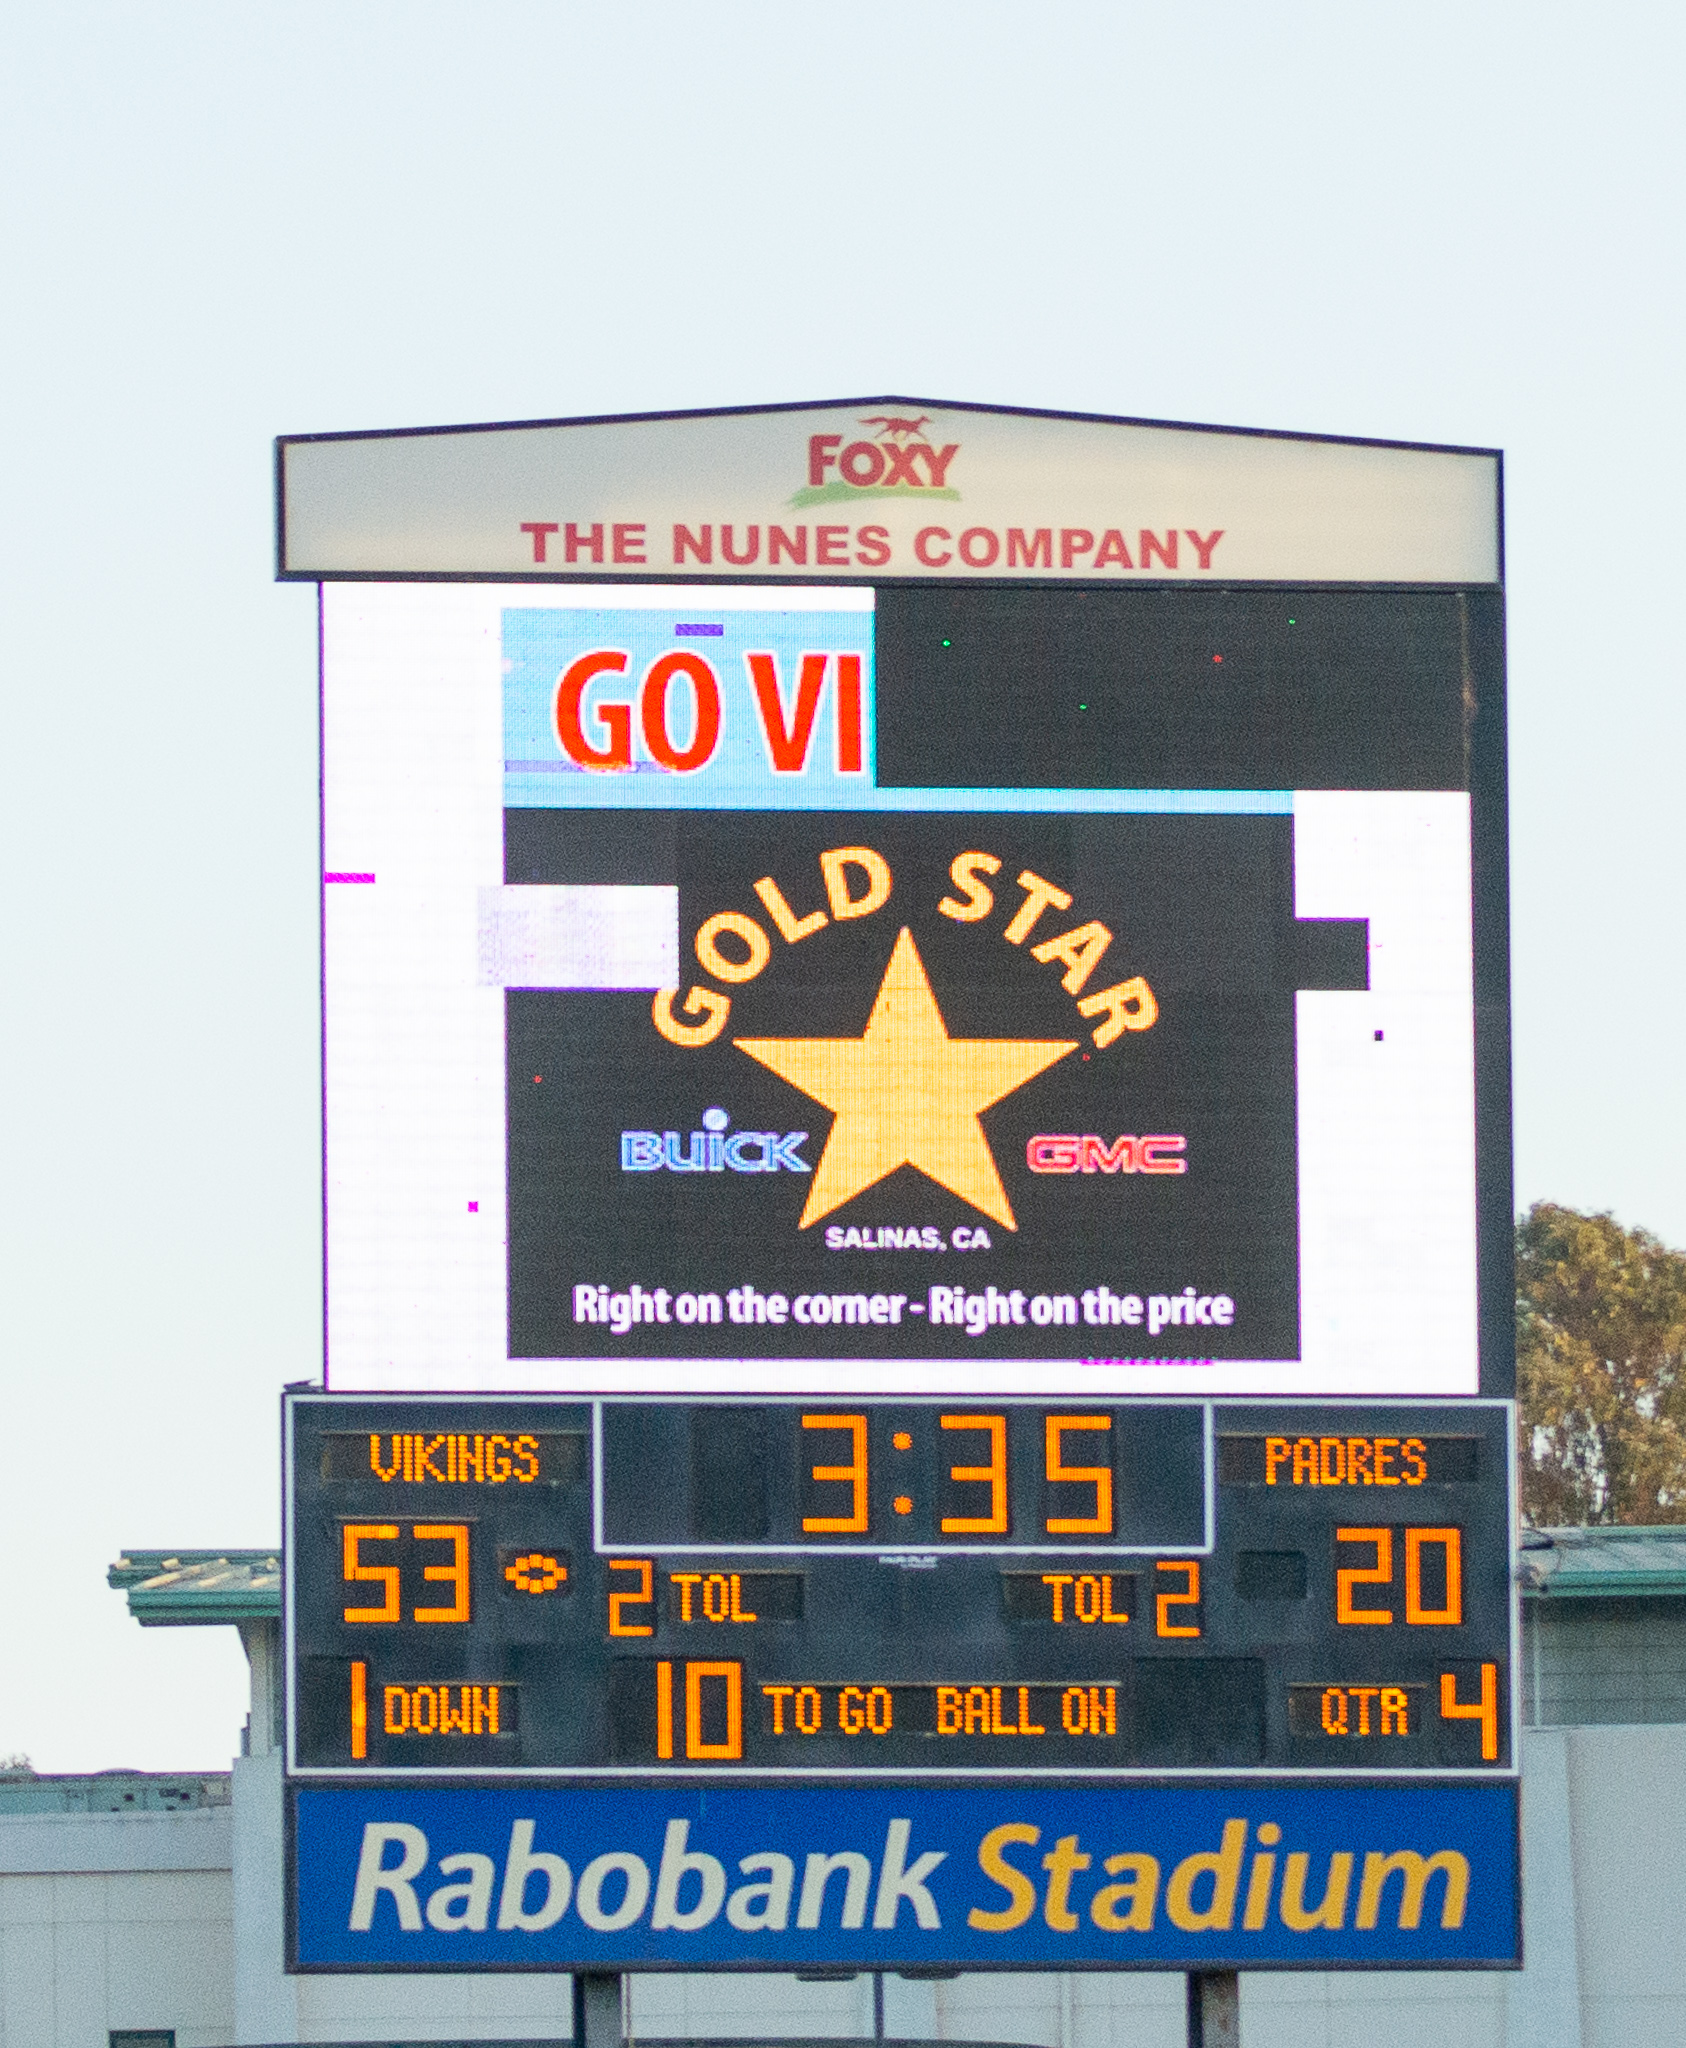 FOXY
THE NUNES COMPANY
GO VI
GOLD STAR
BUICK
GMC
SALINAS, CA
Right on the corner - Right on the price
VIKINGS 3:35 PADRES
53 2 TOL TOL 2 20
1 DOWN 10 TO GO BALL ON QTR 4
Rabobank Stadium